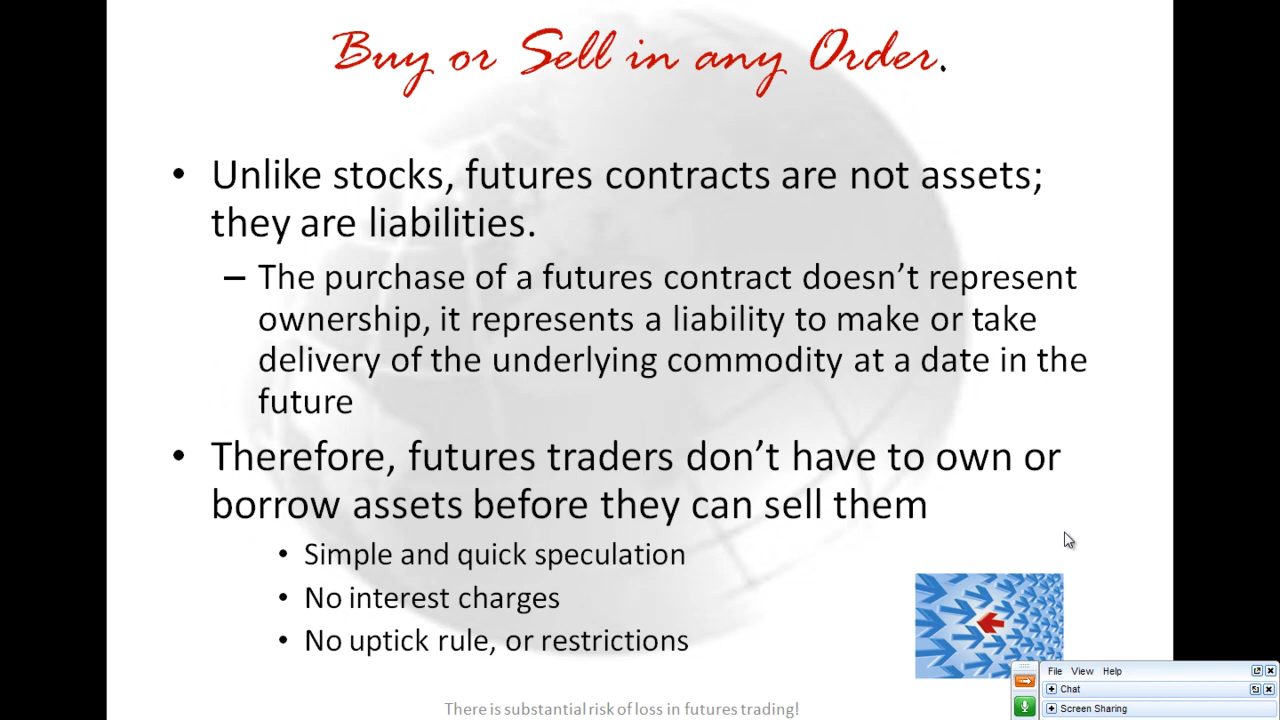 Buy or Sell in any Order.
• Unlike stocks, futures contracts are not assets;
they are liabilities.
– The purchase of a futures contract doesn’t represent
ownership, it represents a liability to make or take
delivery of the underlying commodity at a date in the
future
• Therefore, futures traders don’t have to own or
borrow assets before they can sell them
• Simple and quick speculation
• No interest charges
• No uptick rule, or restrictions
There is substantial risk of loss in futures trading!
File View Help
Chat
Screen Sharing